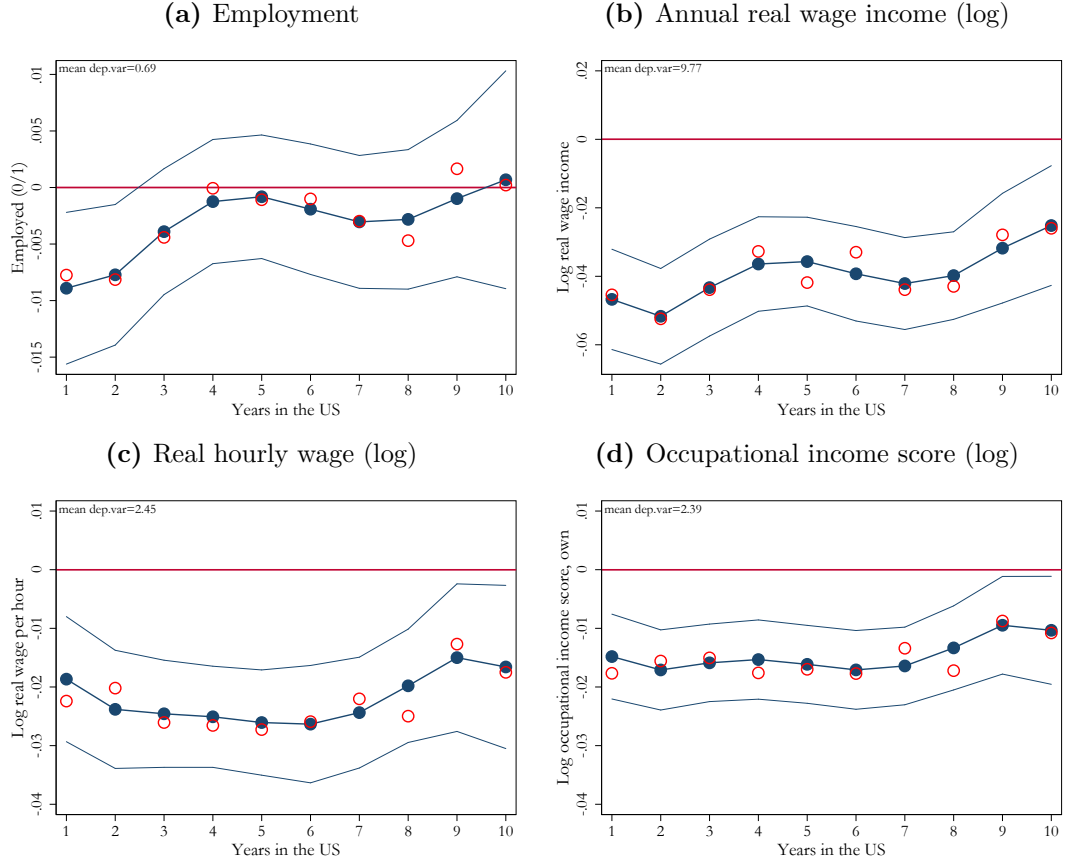 (a) Employment
mean dep.var=0.69
Employed (0/1)
.01
.005
0
-.005
-.01
-.015
1 2 3 4 5 6 7 8 9 10
Years in the US
(b) Annual real wage income (log)
mean dep.var=9.77
Log real wage income
.02
0
-.02
-.04
-.06
1 2 3 4 5 6 7 8 9 10
Years in the US
(c) Real hourly wage (log)
mean dep.var=2.45
Log real wage per hour
.01
0
-.01
-.02
-.03
-.04
1 2 3 4 5 6 7 8 9 10
Years in the US
(d) Occupational income score (log)
mean dep.var=2.39
Log occupational income score, own
.01
0
-.01
-.02
-.03
-.04
1 2 3 4 5 6 7 8 9 10
Years in the US